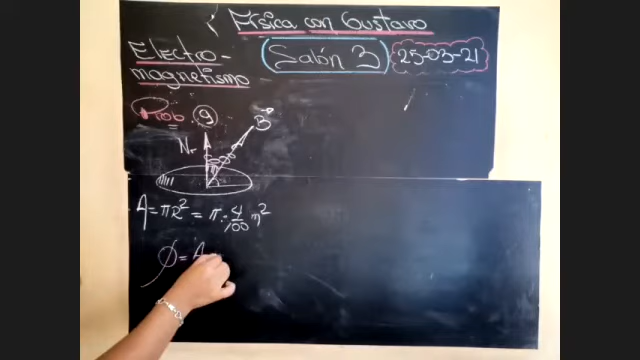 Física con Gustavo
Electro-
magnetismo
Salón 3
25-03-21
Prob 9
N
B
A = πR² = π · 4/100 m²
Φ = A